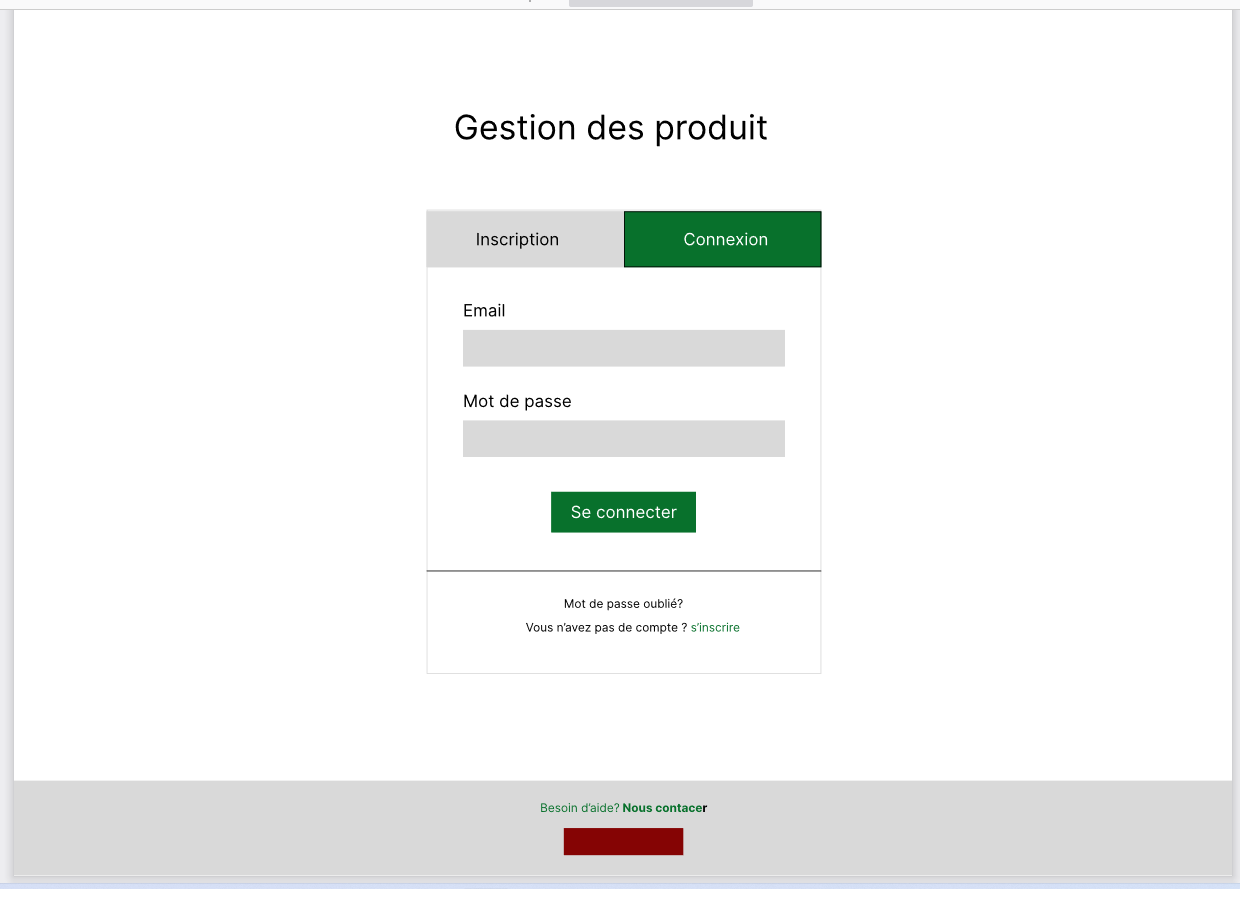 Gestion des produit
Inscription
Connexion
Email
Mot de passe
Se connecter
Mot de passe oublié?
Vous n'avez pas de compte ? s'inscrire
Besoin d'aide? Nous contacer